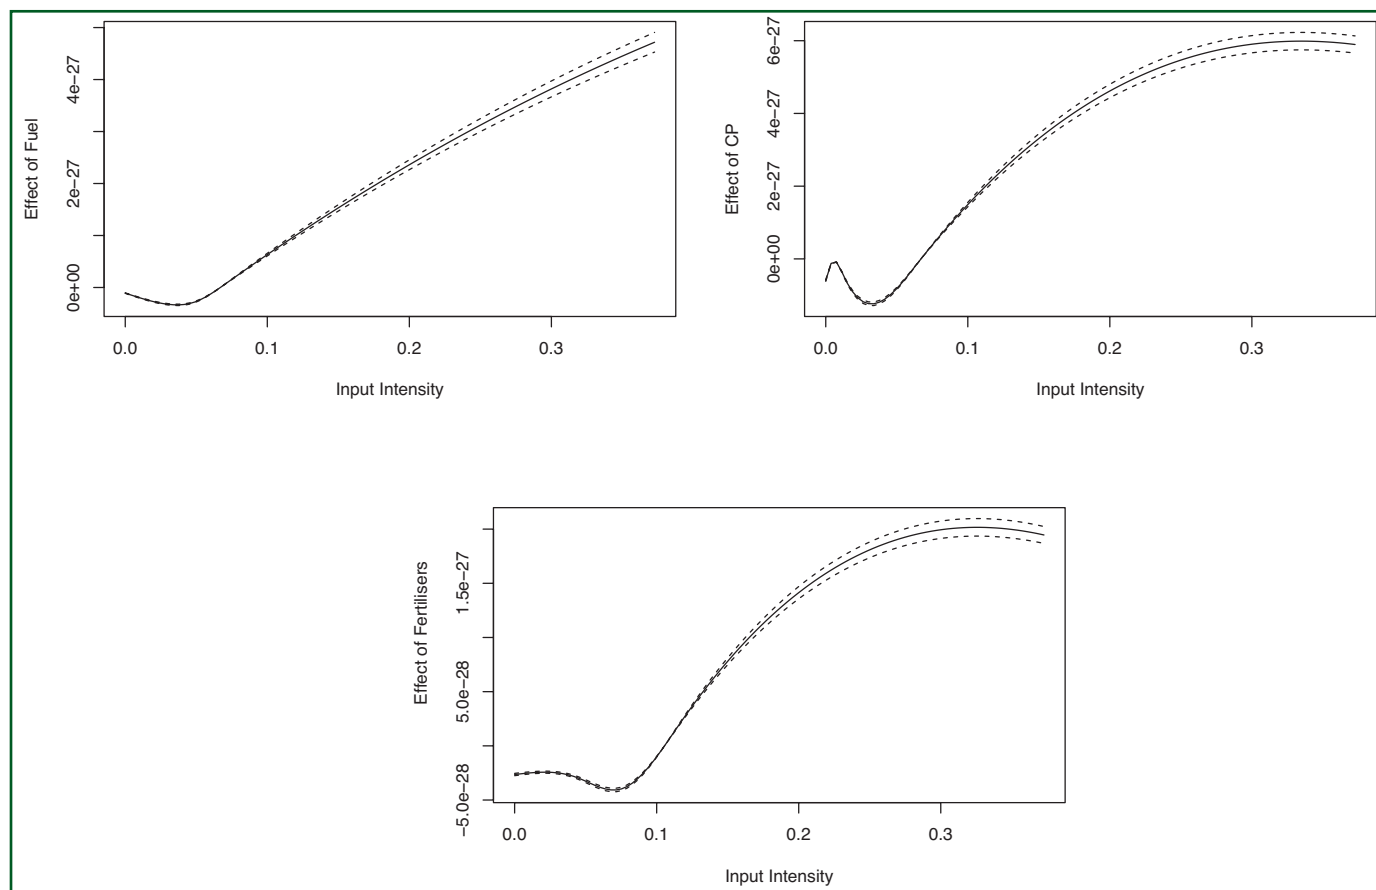 Effect of Fuel
4e−27
2e−27
0e+00
0.0 0.1 0.2 0.3
Input Intensity
Effect of CP
6e−27
4e−27
2e−27
0e+00
0.0 0.1 0.2 0.3
Input Intensity
Effect of Fertilisers
1.5e−27
5.0e−28
−5.0e−28
0.0 0.1 0.2 0.3
Input Intensity